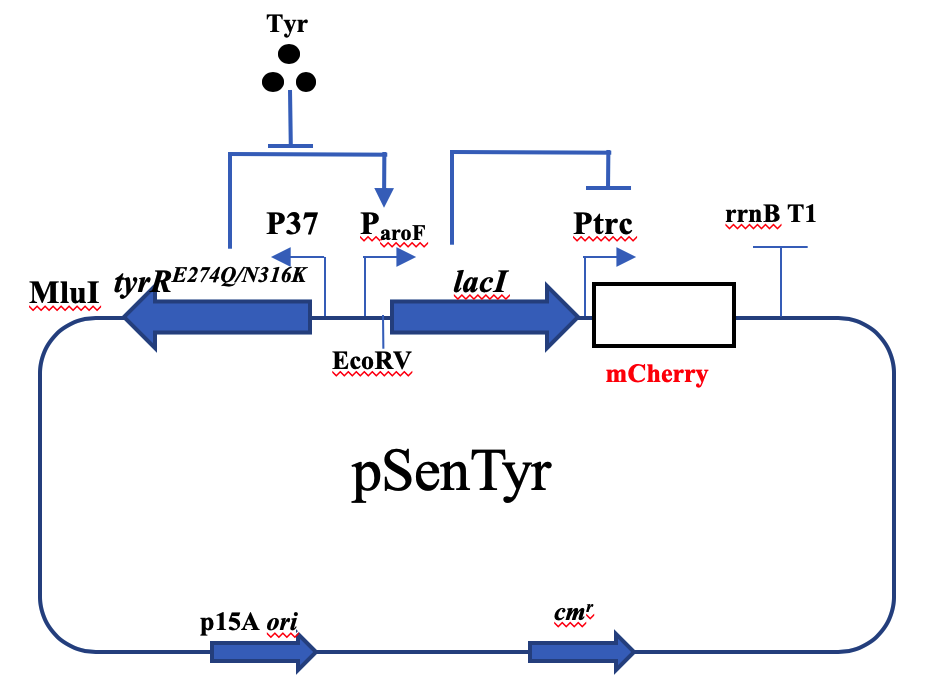 Tyr
P37
ParoF
Ptrc
rrnB T1
MluI
tyrRE274Q/N316K
lacI
EcoRV
mCherry
pSenTyr
p15A ori
cmr